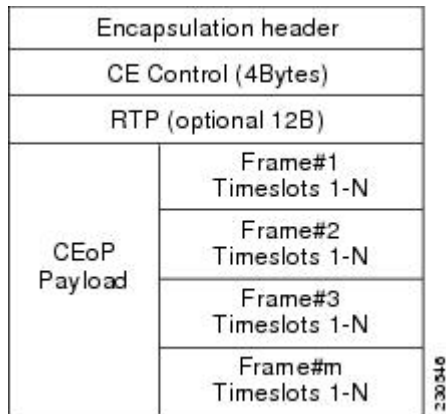 Encapsulation header
CE Control (4Bytes)
RTP (optional 12B)
CEoP
Payload
Frame#1
Timeslots 1-N
Frame#2
Timeslots 1-N
Frame#3
Timeslots 1-N
Frame#m
Timeslots 1-N
230546